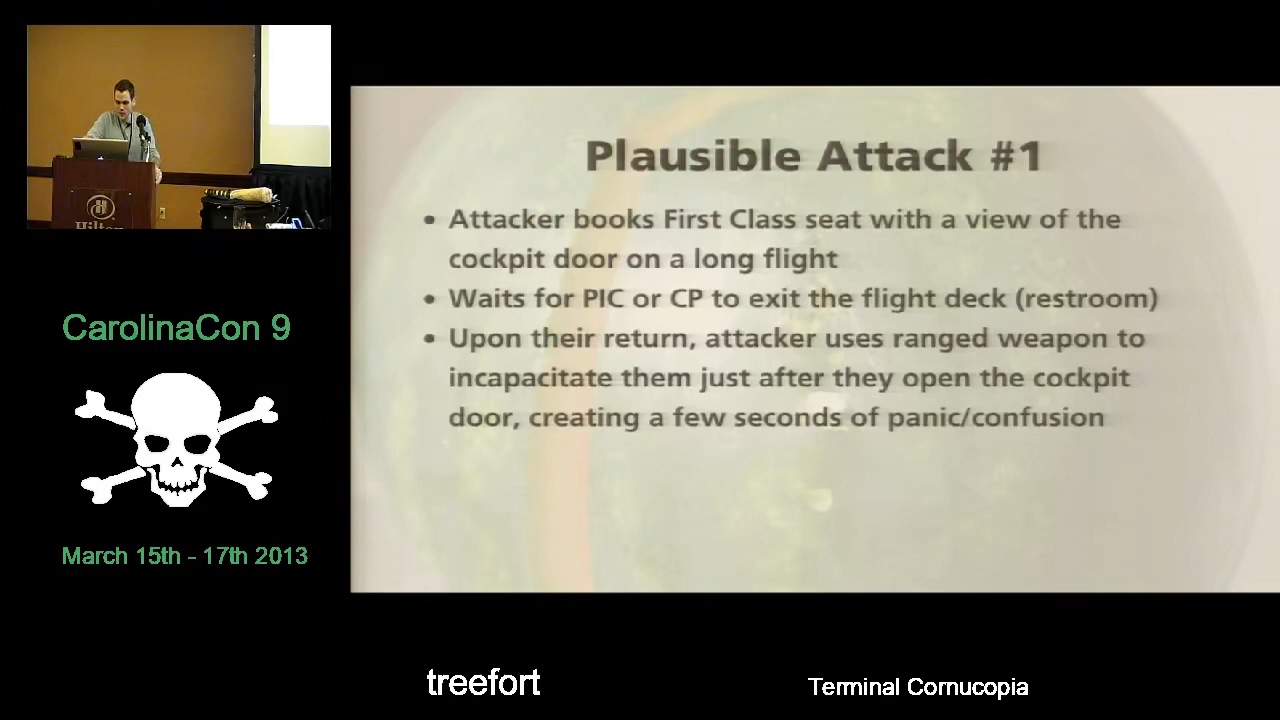 Hilton
CarolinaCon 9
March 15th - 17th 2013
Plausible Attack #1
• Attacker books First Class seat with a view of the
cockpit door on a long flight
• Waits for PIC or CP to exit the flight deck (restroom)
• Upon their return, attacker uses ranged weapon to
incapacitate them just after they open the cockpit
door, creating a few seconds of panic/confusion
treefort
Terminal Cornucopia